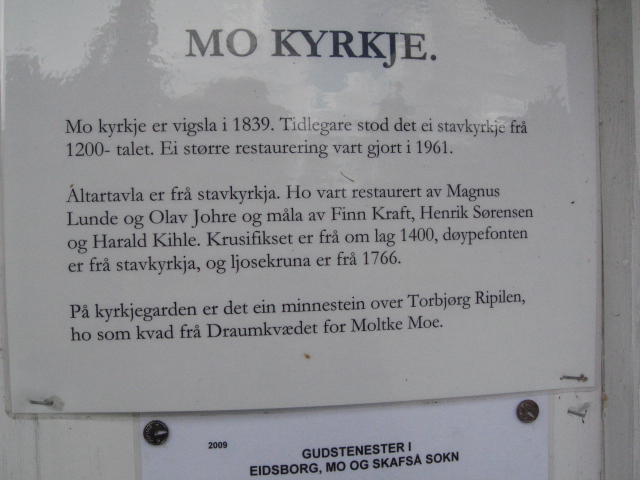 MO KYRKJE.
Mo kyrkje er vigsla i 1839. Tidlegare stod det ei stavkyrkje frå
1200- talet. Ei større restaurering vart gjort i 1961.
Altartavla er frå stavkyrkja. Ho vart restaurert av Magnus
Lunde og Olav Johre og måla av Finn Kraft, Henrik Sørensen
og Harald Kihle. Krusifikset er frå om lag 1400, døypefonten
er frå stavkyrkja, og ljosekruna er frå 1766.
På kyrkjegarden er det ein minnestein over Torbjørg Ripilen,
ho som kvad frå Draumkvædet for Moltke Moe.
2009
GUDSTENESTER I
EIDSBORG, MO OG SKAFSÅ SOKN